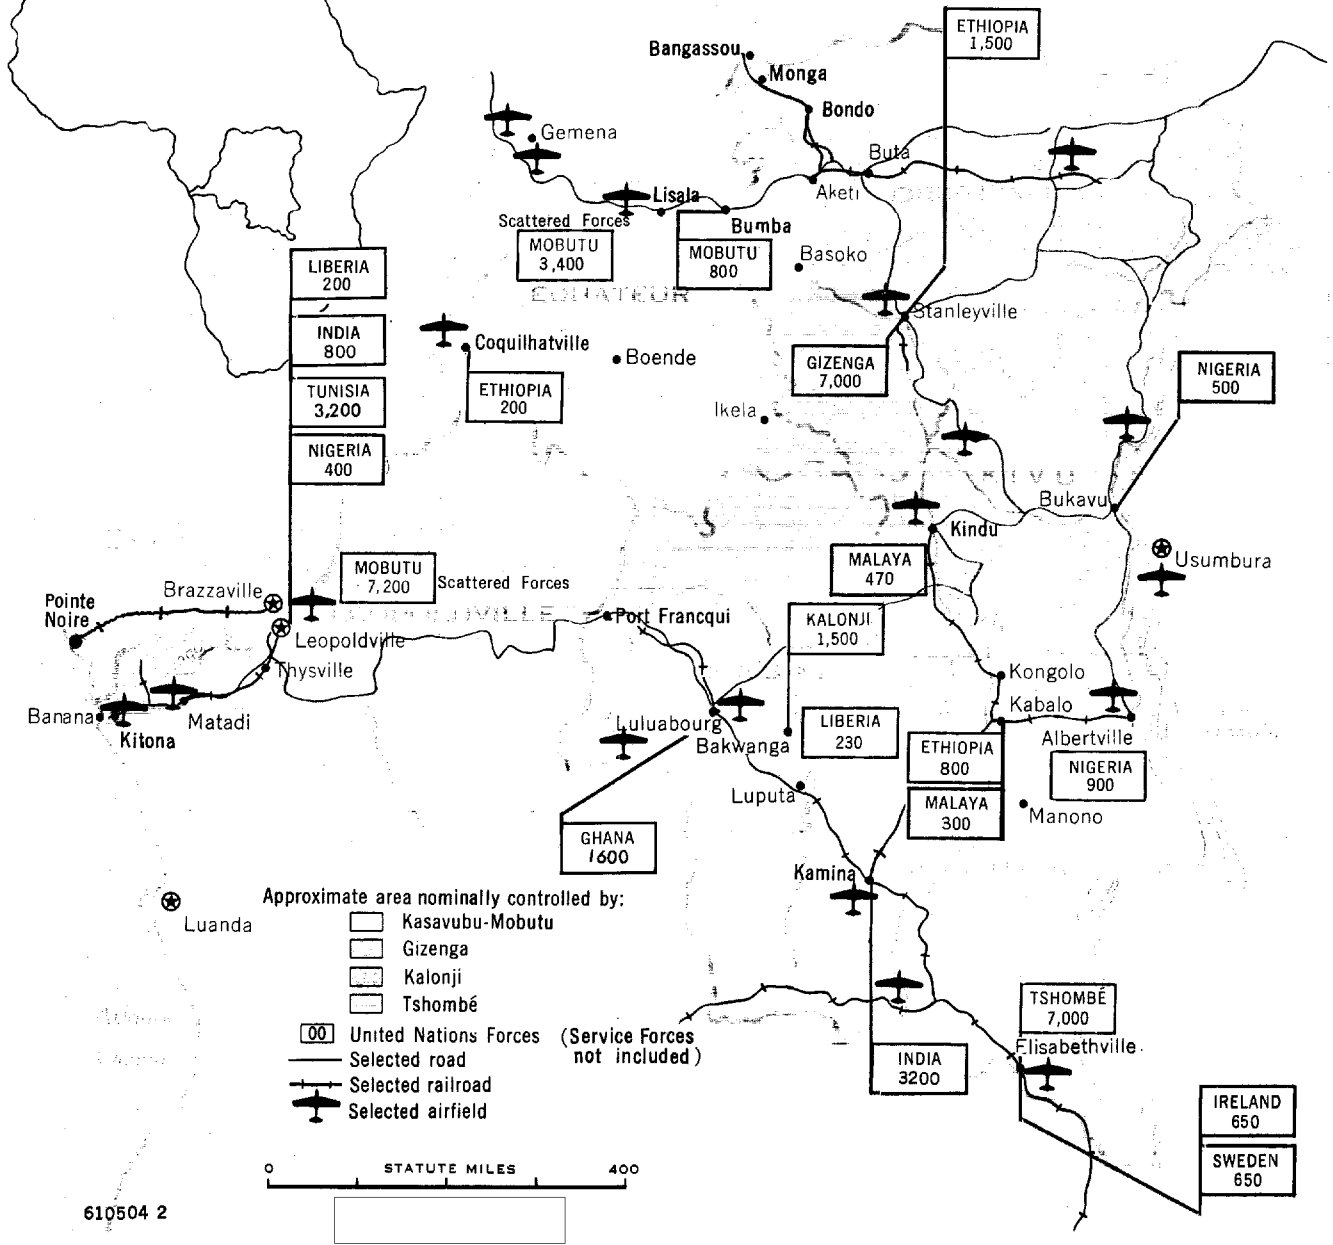 ETHIOPIA
1,500
Bangassou
Monga
Bondo
Gemena
Buta
Aketi
Lisala
Scattered Forces
MOBUTU
3,400
Bumba
MOBUTU
800
Basoko
LIBERIA
200
EQUATEUR
Stanleyville
INDIA
800
Coquilhatville
Boende
GIZENGA
7,000
NIGERIA
500
TUNISIA
3,200
ETHIOPIA
200
Ikela
NIGERIA
400
KIVU
Bukavu
Kindu
MALAYA
470
Usumbura
MOBUTU
7,200
Scattered Forces
Brazzaville
Pointe
Noire
LEOPOLDVILLE
Port Francqui
KALONJI
1,500
Leopoldville
Thysville
Kongolo
Banana
Matadi
Kitona
Luluabourg
Bakwanga
LIBERIA
230
Kabalo
Albertville
ETHIOPIA
800
NIGERIA
900
Luputa
MALAYA
300
Manono
GHANA
1600
Kamina
Luanda
Approximate area nominally controlled by:
Kasavubu-Mobutu
Gizenga
Kalonji
Tshombé
00 United Nations Forces (Service Forces
not included)
Selected road
Selected railroad
Selected airfield
TSHOMBÉ
7,000
Elisabethville
INDIA
3200
IRELAND
650
SWEDEN
650
0 STATUTE MILES 400
610504 2